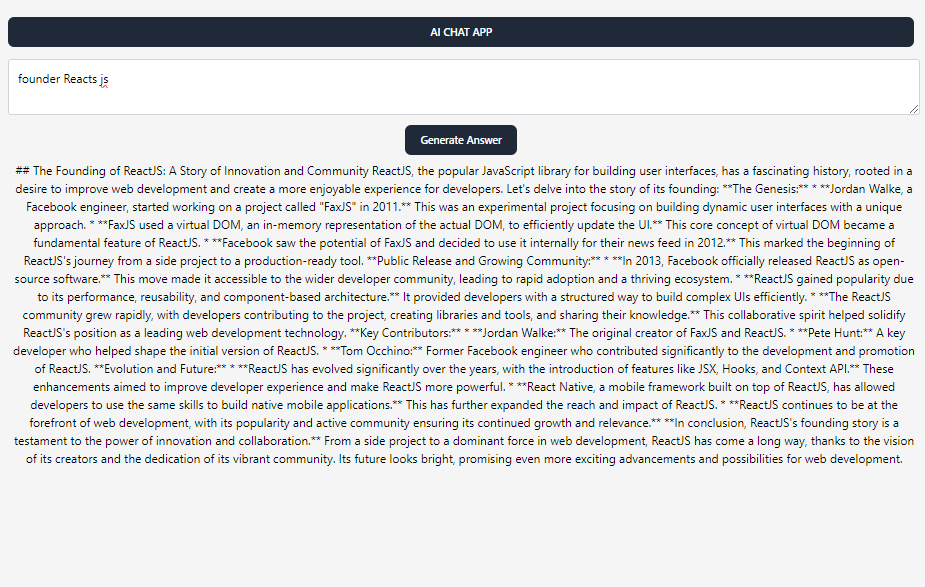 AI CHAT APP
founder Reacts js
Generate Answer
## The Founding of ReactJS: A Story of Innovation and Community ReactJS, the popular JavaScript library for building user interfaces, has a fascinating history, rooted in a
desire to improve web development and create a more enjoyable experience for developers. Let's delve into the story of its founding: **The Genesis:** * **Jordan Walke, a
Facebook engineer, started working on a project called "FaxJS" in 2011.** This was an experimental project focusing on building dynamic user interfaces with a unique
approach. * **FaxJS used a virtual DOM, an in-memory representation of the actual DOM, to efficiently update the UI.** This core concept of virtual DOM became a
fundamental feature of ReactJS. * **Facebook saw the potential of FaxJS and decided to use it internally for their news feed in 2012.** This marked the beginning of
ReactJS's journey from a side project to a production-ready tool. **Public Release and Growing Community:** * **In 2013, Facebook officially released ReactJS as open-
source software.** This move made it accessible to the wider developer community, leading to rapid adoption and a thriving ecosystem. * **ReactJS gained popularity due
to its performance, reusability, and component-based architecture.** It provided developers with a structured way to build complex UIs efficiently. * **The ReactJS
community grew rapidly, with developers contributing to the project, creating libraries and tools, and sharing their knowledge.** This collaborative spirit helped solidify
ReactJS's position as a leading web development technology. **Key Contributors:** * **Jordan Walke:** The original creator of FaxJS and ReactJS. * **Pete Hunt:** A key
developer who helped shape the initial version of ReactJS. * **Tom Occhino:** Former Facebook engineer who contributed significantly to the development and promotion
of ReactJS. **Evolution and Future:** * **ReactJS has evolved significantly over the years, with the introduction of features like JSX, Hooks, and Context API.** These
enhancements aimed to improve developer experience and make ReactJS more powerful. * **React Native, a mobile framework built on top of ReactJS, has allowed
developers to use the same skills to build native mobile applications.** This has further expanded the reach and impact of ReactJS. * **ReactJS continues to be at the
forefront of web development, with its popularity and active community ensuring its continued growth and relevance.** **In conclusion, ReactJS's founding story is a
testament to the power of innovation and collaboration.** From a side project to a dominant force in web development, ReactJS has come a long way, thanks to the vision
of its creators and the dedication of its vibrant community. Its future looks bright, promising even more exciting advancements and possibilities for web development.